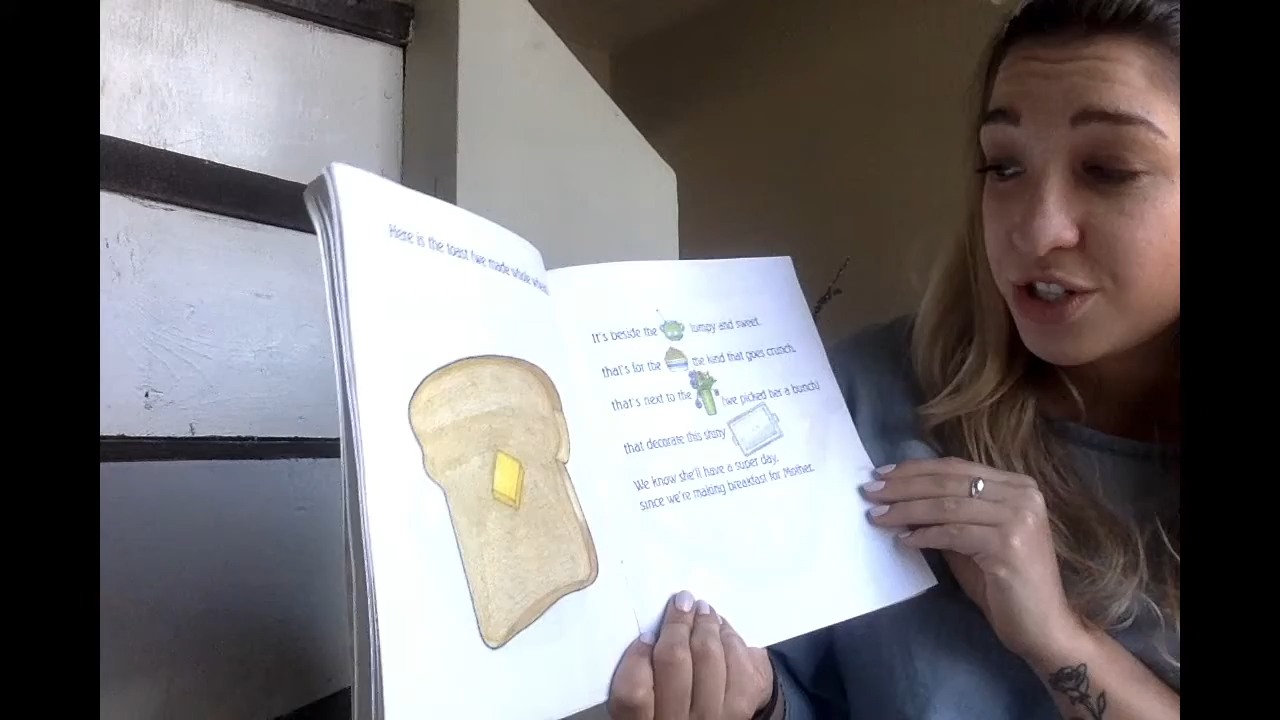 Here is the toast (we made whole wheat
It's beside the lumpy and sweet.
that's for the the kind that goes crunch,
that's next to the (we picked her a bunch)
that decorate this shiny
We know she'll have a super day,
since we're making breakfast for Mother.